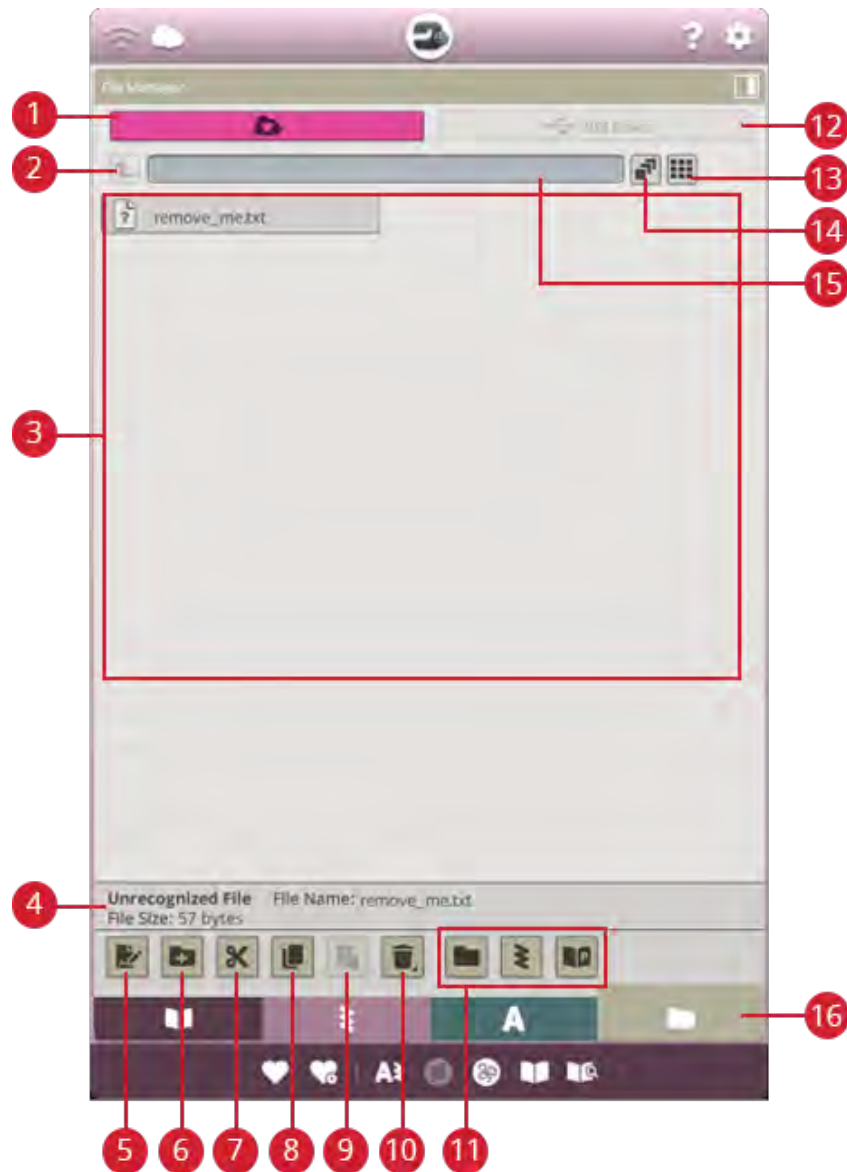 ?
File Manager
1
12
2
13
?
remove_me.txt
14
15
3
4
Unrecognized File File Name: remove_me.txt
File Size: 57 bytes
A
16
A
5 6 7 8 9 10 11